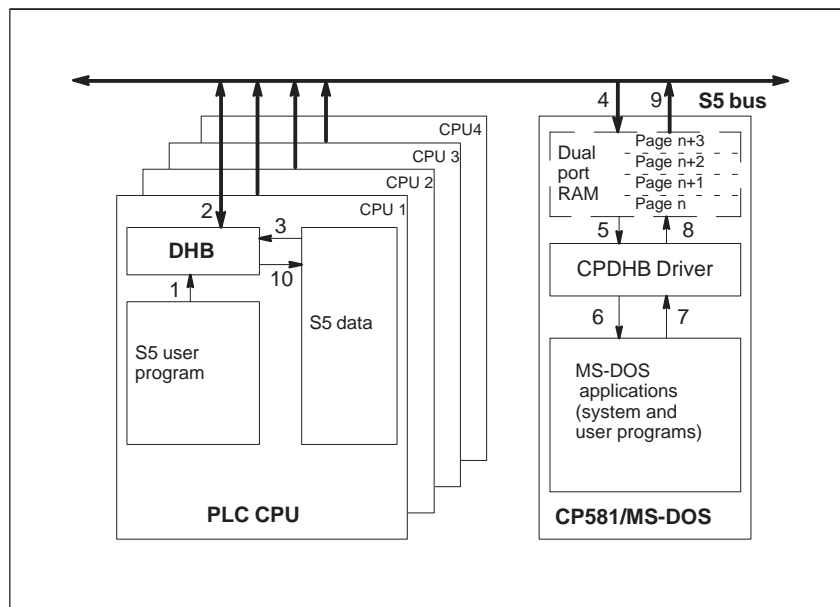 4
9
S5 bus
CPU4
CPU 3
CPU 2
CPU 1
2
DHB
3
10
1
S5 user
program
S5 data
PLC CPU
Dual
port
RAM
Page n+3
Page n+2
Page n+1
Page n
5
8
CPDHB Driver
6
7
MS-DOS
applications
(system and
user programs)
CP581/MS-DOS